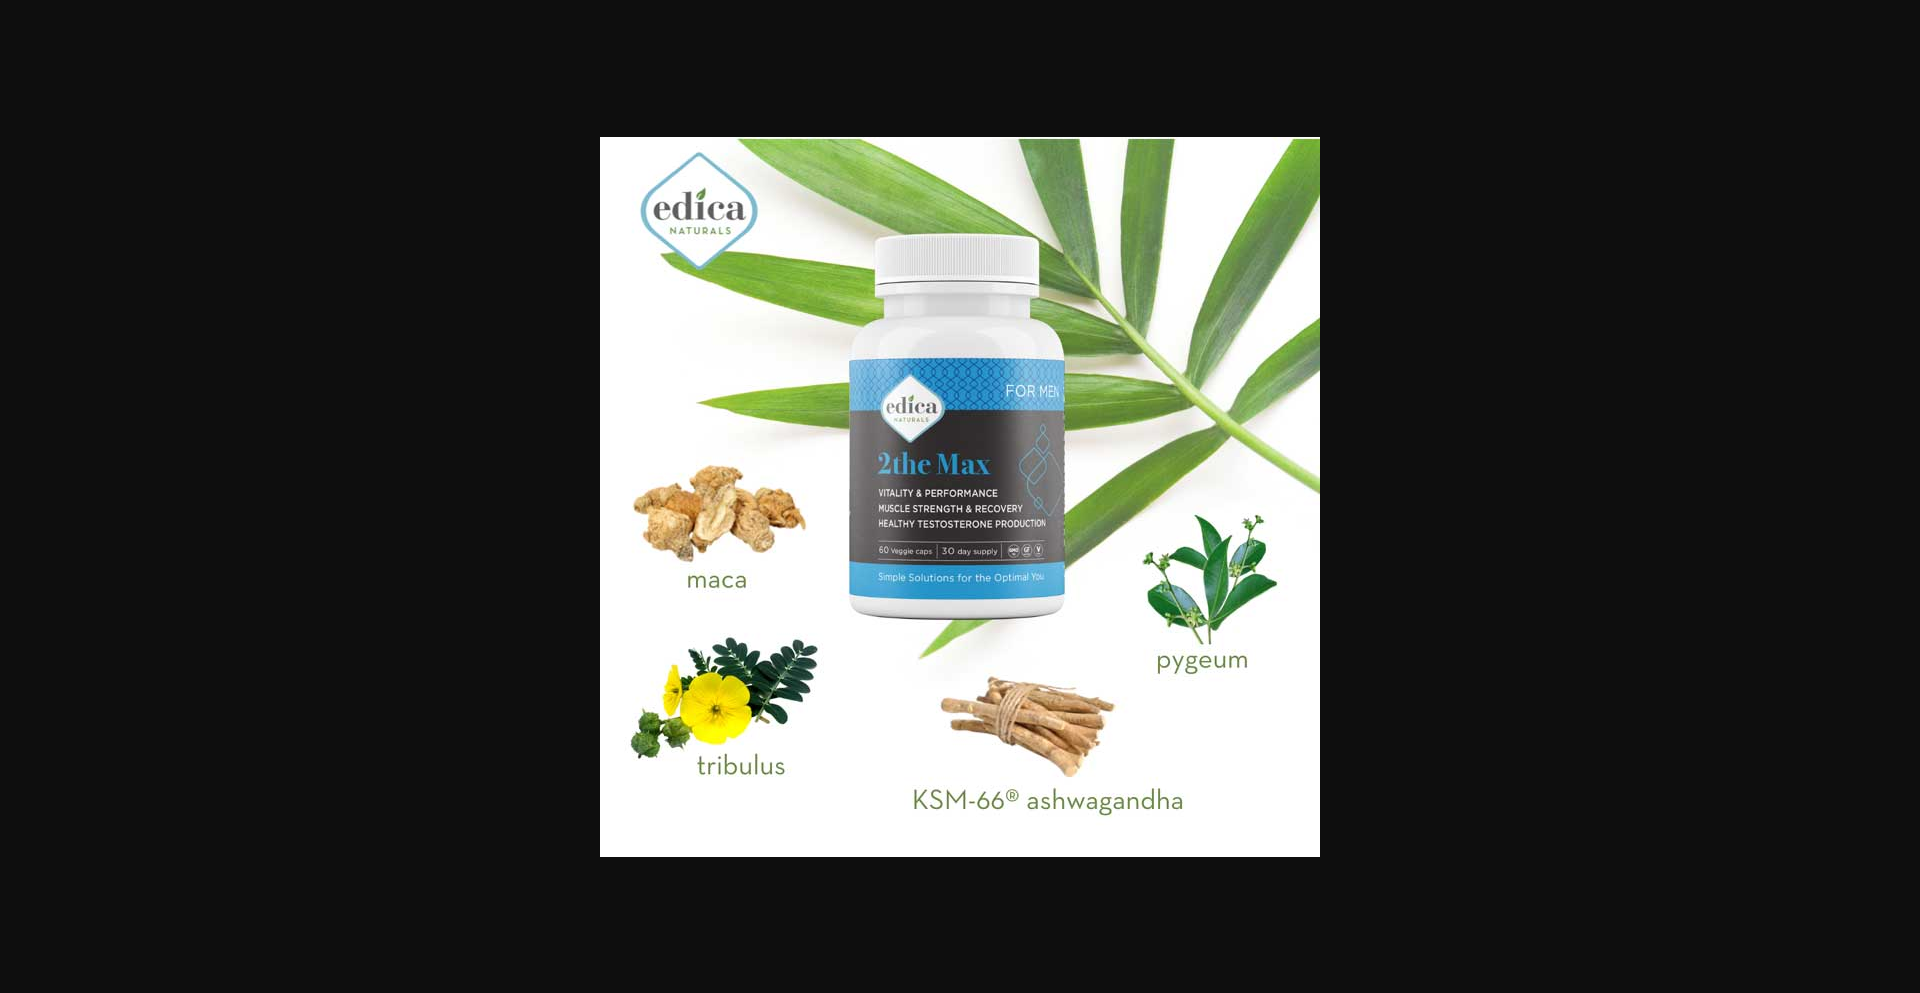 edica
NATURALS
FOR MEN
edica
NATURALS
2the Max
VITALITY & PERFORMANCE
MUSCLE STRENGTH & RECOVERY
HEALTHY TESTOSTERONE PRODUCTION
60 Veggie caps
30 day supply
Simple Solutions for the Optimal You
maca
pygeum
tribulus
KSM-66® ashwagandha